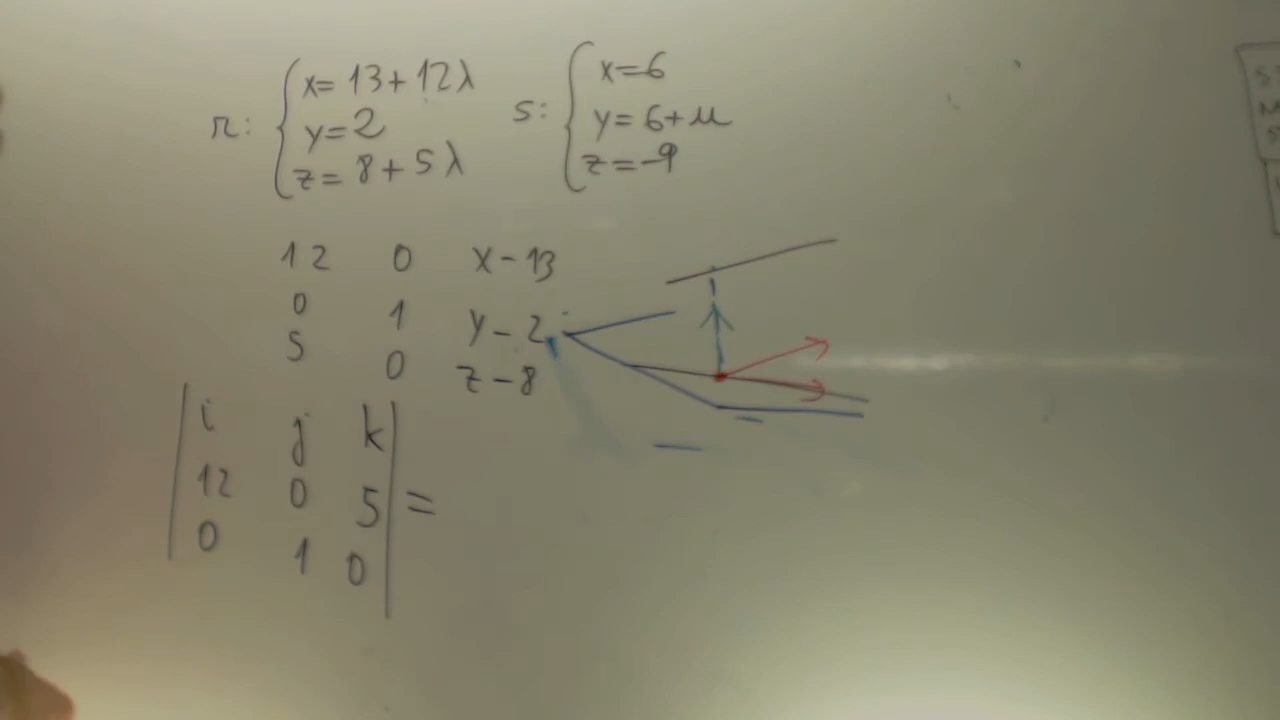 r: { x= 13+12λ
y=2
z= 8+5λ
s: { x=6
y=6+μ
z=-9
12 0 x-13
0 1 y-2
5 0 z-8
| i j k |
| 12 0 5 | =
| 0 1 0 |